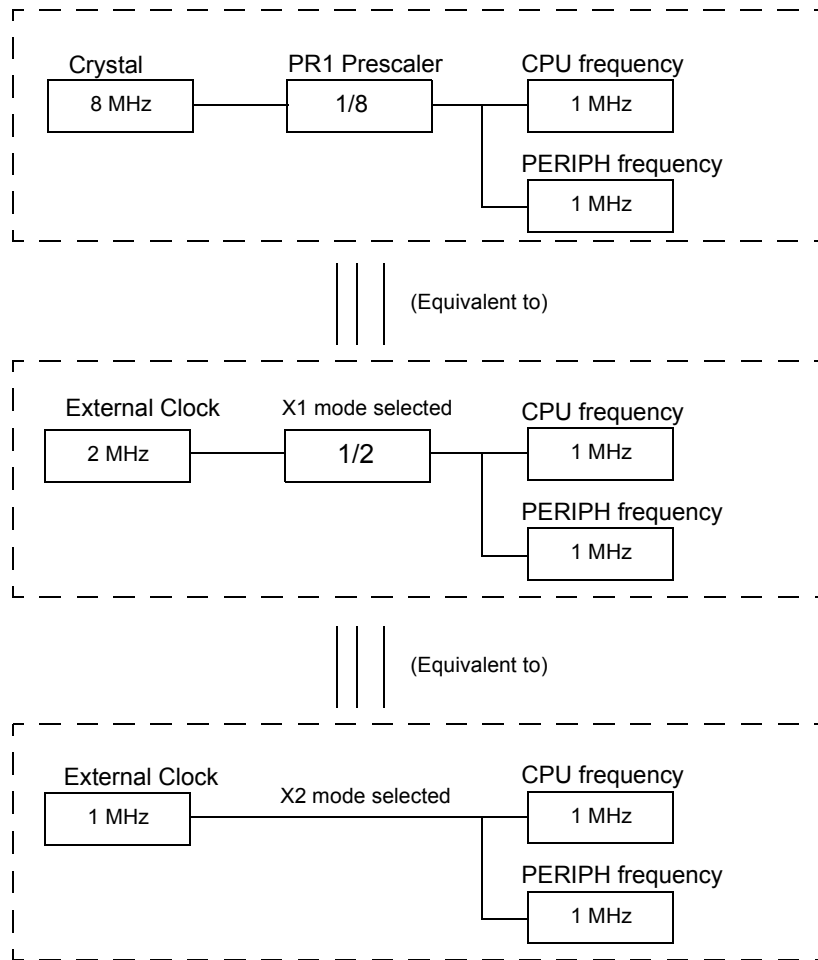 Crystal PR1 Prescaler CPU frequency
8 MHz 1/8 1 MHz
PERIPH frequency
1 MHz
(Equivalent to)
External Clock X1 mode selected CPU frequency
2 MHz 1/2 1 MHz
PERIPH frequency
1 MHz
(Equivalent to)
External Clock X2 mode selected CPU frequency
1 MHz 1 MHz
PERIPH frequency
1 MHz